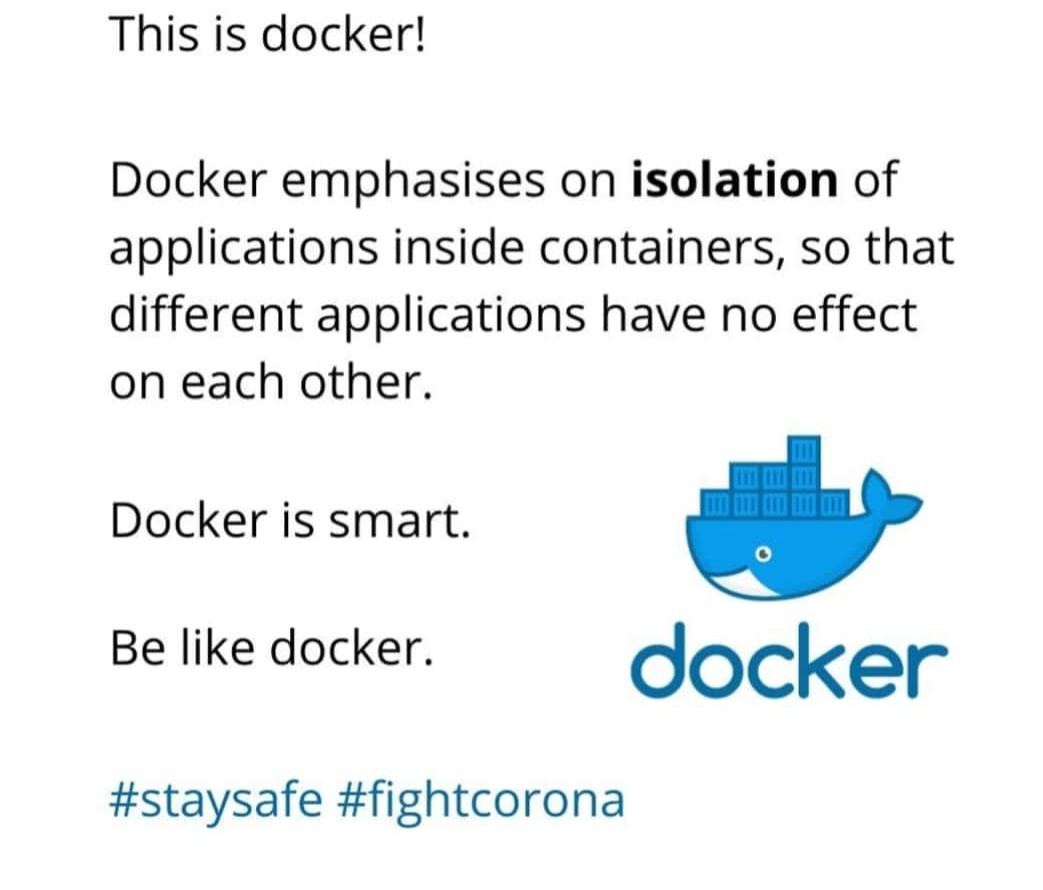 This is docker!
Docker emphasises on isolation of
applications inside containers, so that
different applications have no effect
on each other.
Docker is smart.
Be like docker.
docker
#staysafe #fightcorona